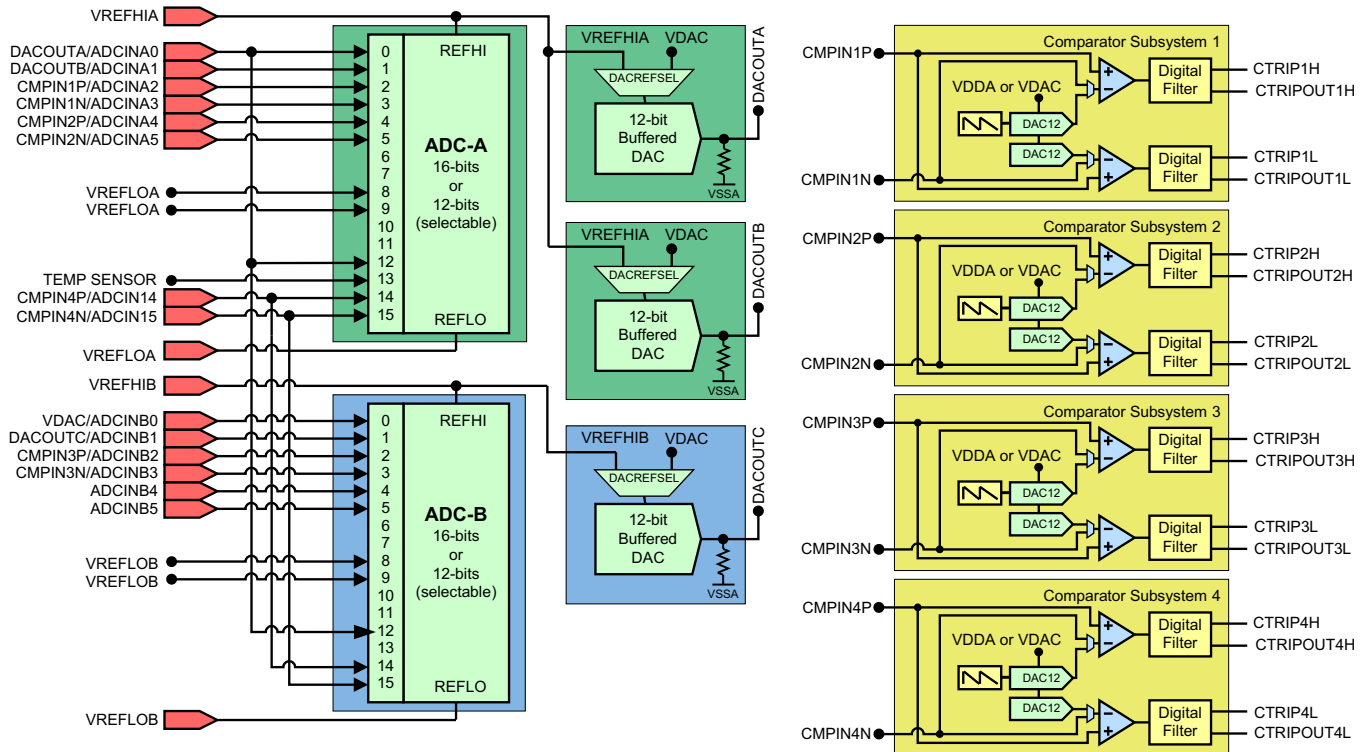 VREFHIA
DACOUTA/ADCINA0
DACOUTB/ADCINA1
CMPIN1P/ADCINA2
CMPIN1N/ADCINA3
CMPIN2P/ADCINA4
CMPIN2N/ADCINA5
VREFLOA
VREFLOA
TEMP SENSOR
CMPIN4P/ADCIN14
CMPIN4N/ADCIN15
VREFLOA
REFHI
0
1
2
3
4
5
6
7
8
9
10
11
12
13
14
15
ADC-A
16-bits
or
12-bits
(selectable)
REFLO
VREFHIB
VDAC/ADCINB0
DACOUTC/ADCINB1
CMPIN3P/ADCINB2
CMPIN3N/ADCINB3
ADCINB4
ADCINB5
VREFLOB
VREFLOB
VREFLOB
REFHI
0
1
2
3
4
5
6
7
8
9
10
11
12
13
14
15
ADC-B
16-bits
or
12-bits
(selectable)
REFLO
VREFHIA
VDAC
DACREFSEL
12-bit
Buffered
DAC
VSSA
DACOUTA
VREFHIA
VDAC
DACREFSEL
12-bit
Buffered
DAC
VSSA
DACOUTB
VREFHIB
VDAC
DACREFSEL
12-bit
Buffered
DAC
VSSA
DACOUTC
Comparator Subsystem 1
CMPIN1P
CMPIN1N
VDDA or VDAC
DAC12
DAC12
Digital
Filter
Digital
Filter
CTRIP1H
CTRIPOUT1H
CTRIP1L
CTRIPOUT1L
Comparator Subsystem 2
CMPIN2P
CMPIN2N
VDDA or VDAC
DAC12
DAC12
Digital
Filter
Digital
Filter
CTRIP2H
CTRIPOUT2H
CTRIP2L
CTRIPOUT2L
Comparator Subsystem 3
CMPIN3P
CMPIN3N
VDDA or VDAC
DAC12
DAC12
Digital
Filter
Digital
Filter
CTRIP3H
CTRIPOUT3H
CTRIP3L
CTRIPOUT3L
Comparator Subsystem 4
CMPIN4P
CMPIN4N
VDDA or VDAC
DAC12
DAC12
Digital
Filter
Digital
Filter
CTRIP4H
CTRIPOUT4H
CTRIP4L
CTRIPOUT4L